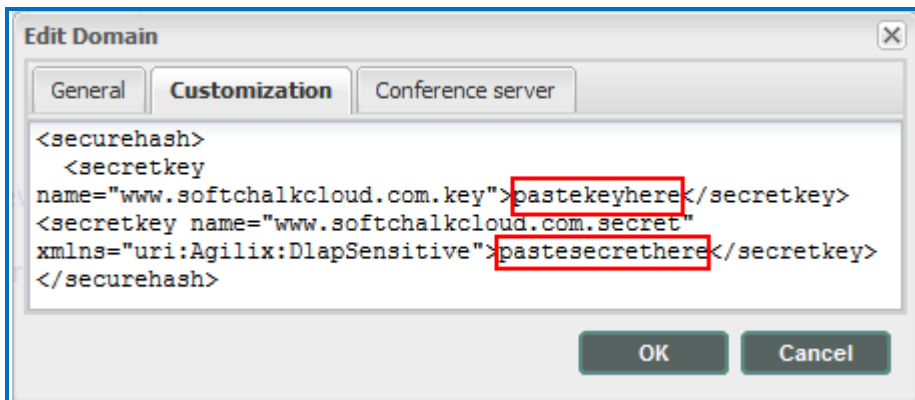 Edit Domain
General Customization Conference server
<securehash>
<secretkey
name="www.softchalkcloud.com.key">pastekeyhere</secretkey>
<secretkey name="www.softchalkcloud.com.secret"
xmlns="uri:Agilix:DlapSensitive">pastesecrethere</secretkey>
</securehash>
OK Cancel